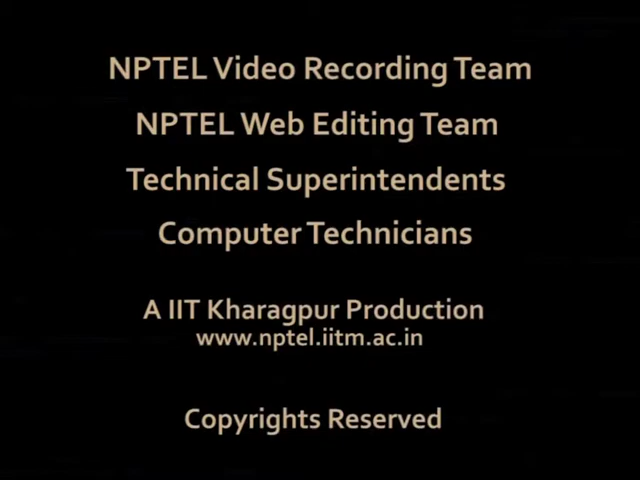 NPTEL Video Recording Team
NPTEL Web Editing Team
Technical Superintendents
Computer Technicians
A IIT Kharagpur Production
www.nptel.iitm.ac.in
Copyrights Reserved